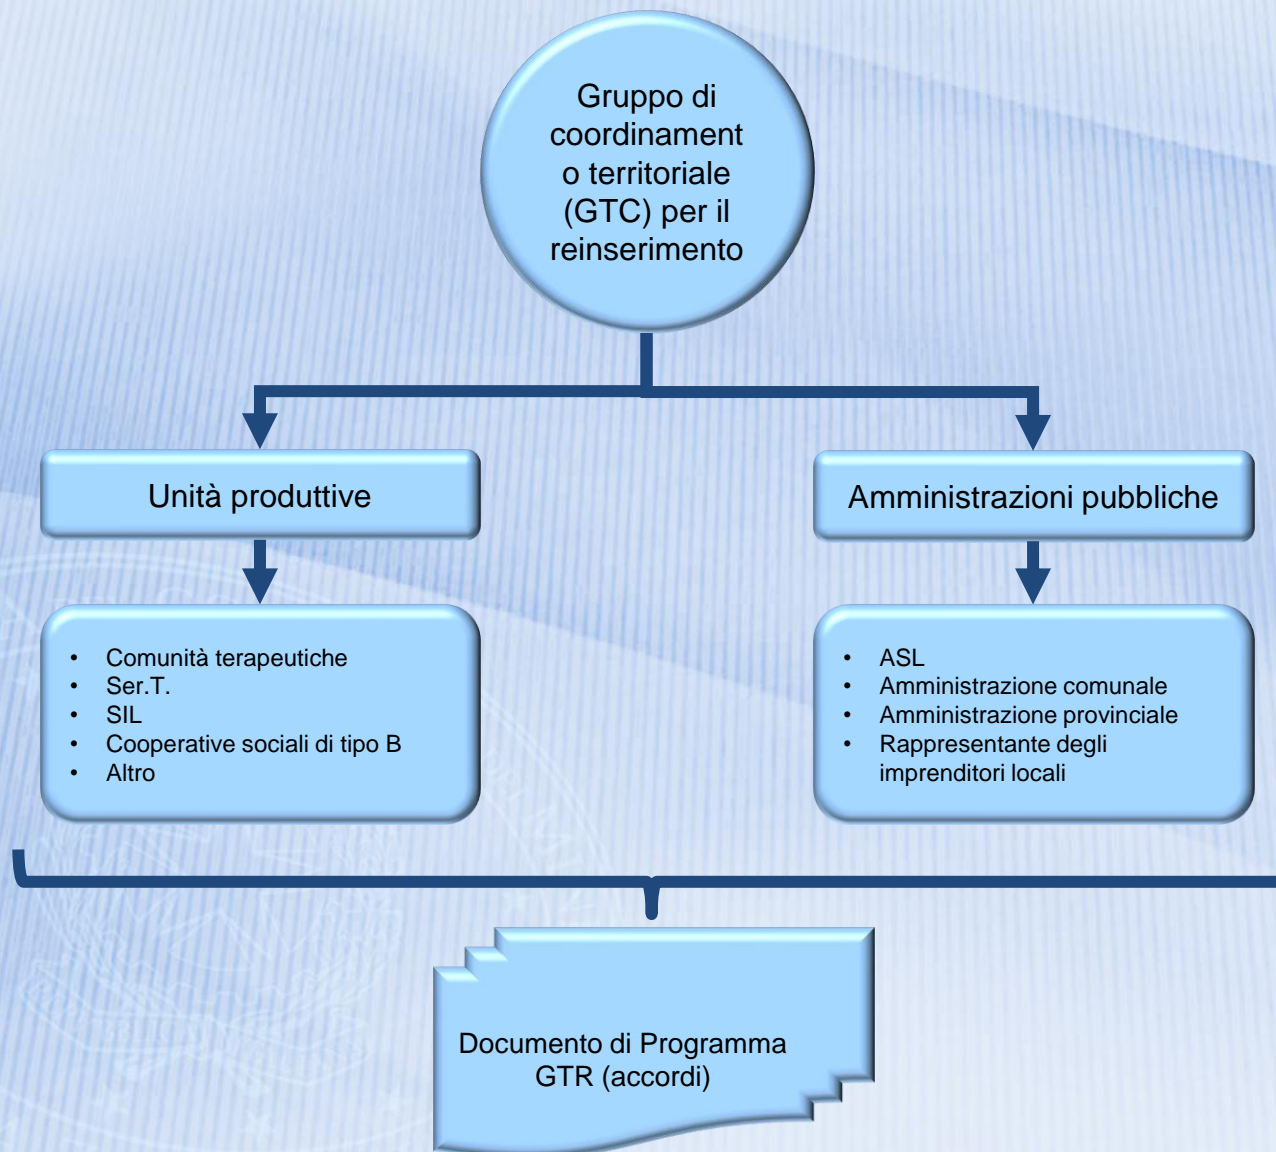 Gruppo di
coordinament
o territoriale
(GTC) per il
reinserimento
Unità produttive
Amministrazioni pubbliche
• Comunità terapeutiche
• Ser.T.
• SIL
• Cooperative sociali di tipo B
• Altro
• ASL
• Amministrazione comunale
• Amministrazione provinciale
• Rappresentante degli
imprenditori locali
Documento di Programma
GTR (accordi)